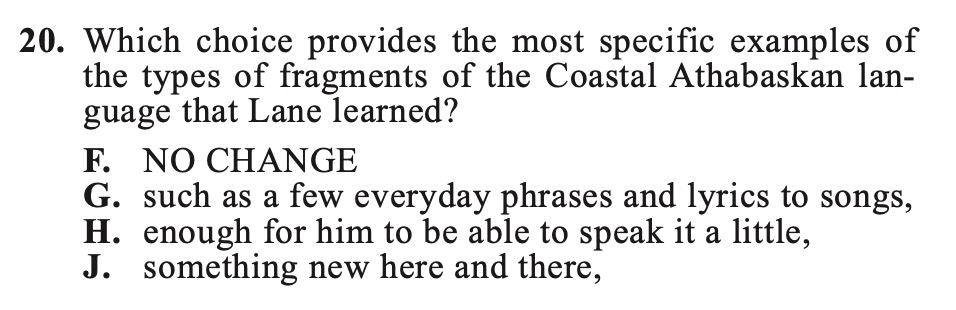 20. Which choice provides the most specific examples of
the types of fragments of the Coastal Athabaskan lan-
guage that Lane learned?
F. NO CHANGE
G. such as a few everyday phrases and lyrics to songs,
H. enough for him to be able to speak it a little,
J. something new here and there,